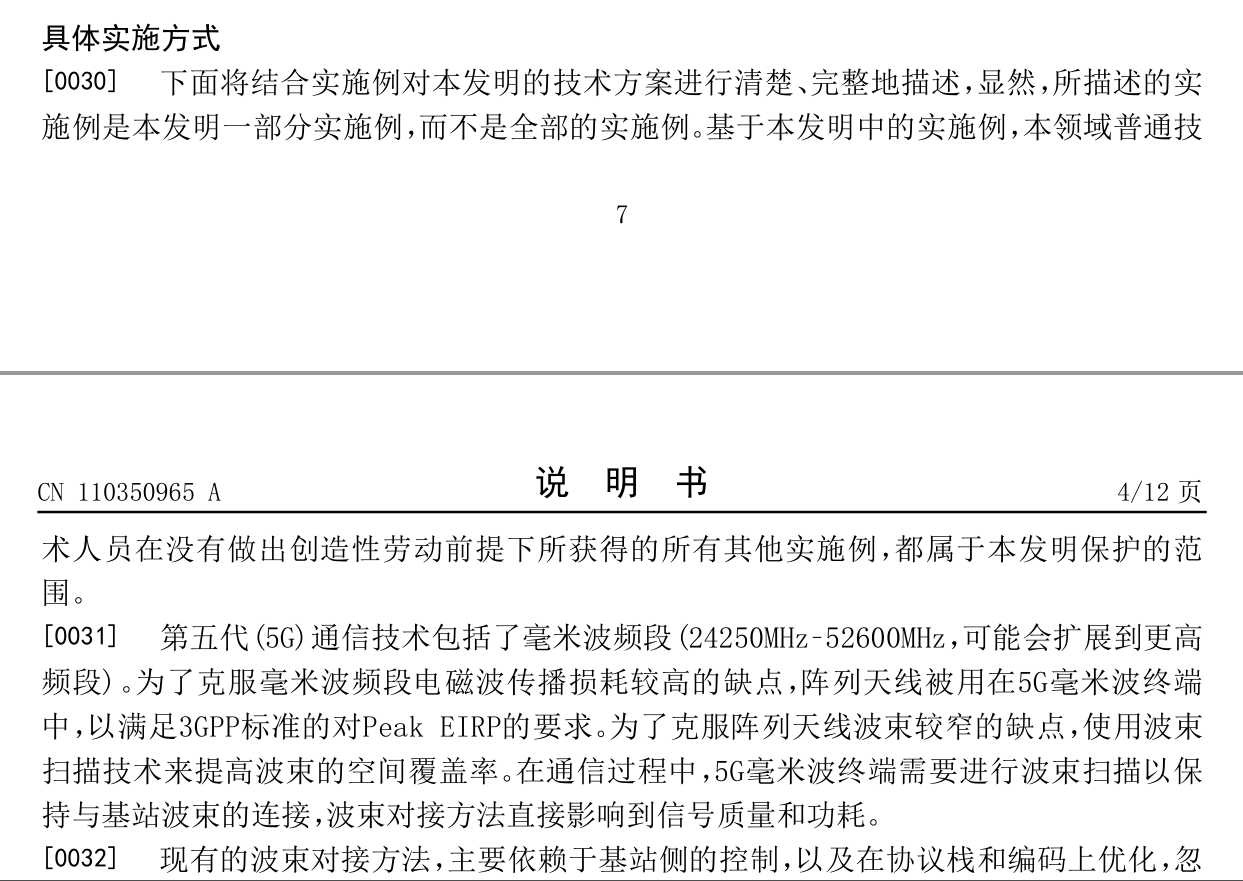 具体实施方式
[0030] 下面将结合实施例对本发明的技术方案进行清楚、完整地描述,显然,所描述的实
施例是本发明一部分实施例,而不是全部的实施例。基于本发明中的实施例,本领域普通技
7
CN 110350965 A
说 明 书
4/12 页
术人员在没有做出创造性劳动前提下所获得的所有其他实施例,都属于本发明保护的范
围。
[0031] 第五代(5G)通信技术包括了毫米波频段(24250MHz-52600MHz,可能会扩展到更高
频段)。为了克服毫米波频段电磁波传播损耗较高的缺点,阵列天线被用在5G毫米波终端
中,以满足3GPP标准的对Peak EIRP的要求。为了克服阵列天线波束较窄的缺点,使用波束
扫描技术来提高波束的空间覆盖率。在通信过程中,5G毫米波终端需要进行波束扫描以保
持与基站波束的连接,波束对接方法直接影响到信号质量和功耗。
[0032] 现有的波束对接方法,主要依赖于基站侧的控制,以及在协议栈和编码上优化,忽